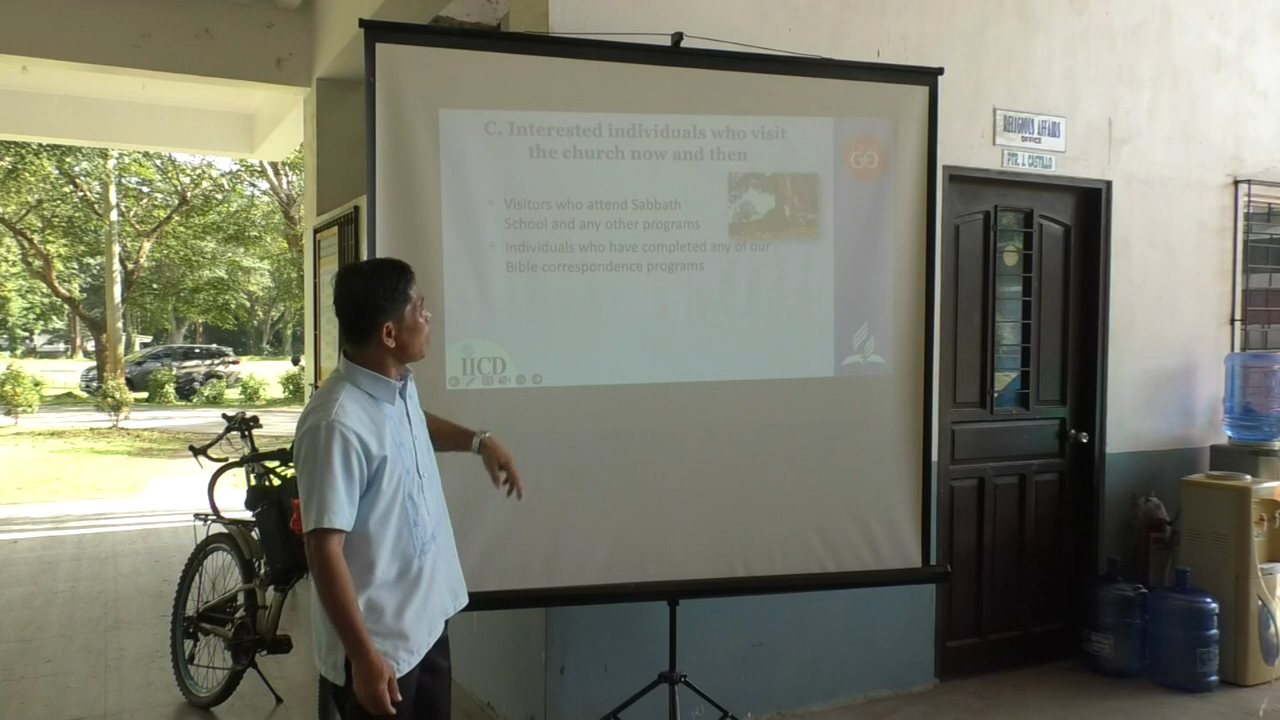 C. Interested individuals who visit
the church now and then
Visitors who attend Sabbath
School and any other programs
Individuals who have completed any of our
Bible correspondence programs
IICD
GO
RELIGIOUS AFFAIRS
OFFICE
PTR. J. CASTILLO